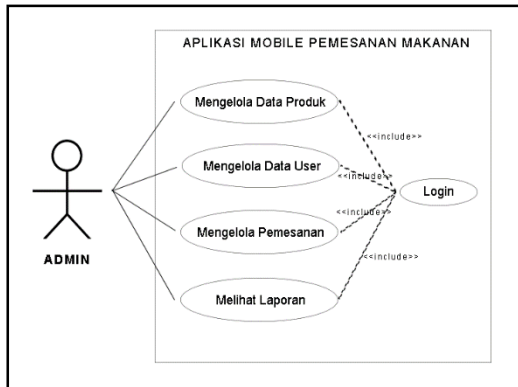 APLIKASI MOBILE PEMESANAN MAKANAN
Mengelola Data Produk
<<include>>
Mengelola Data User
<<include>>
Login
<<include>>
Mengelola Pemesanan
<<include>>
ADMIN
Melihat Laporan